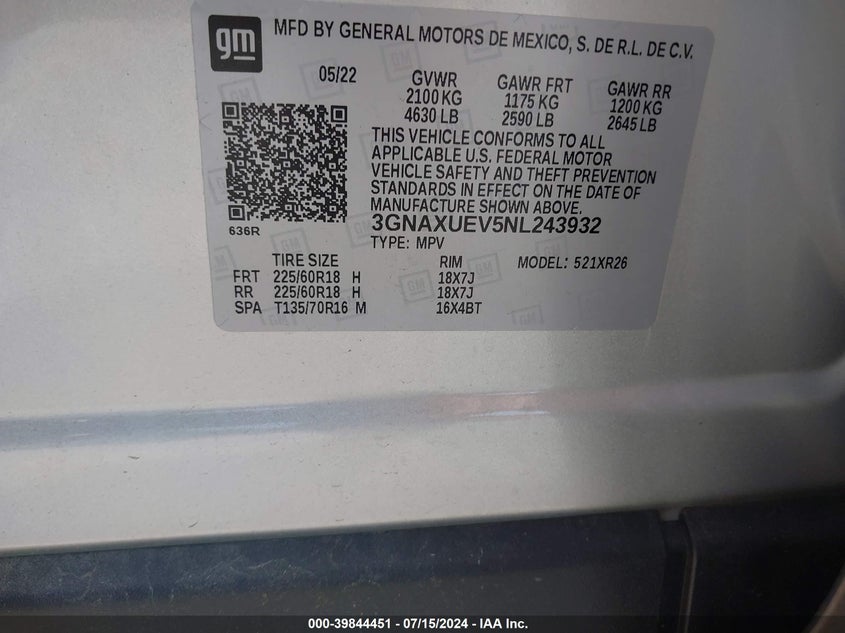 gm MFD BY GENERAL MOTORS DE MEXICO, S. DE R.L. DE C.V.
05/22 GVWR GAWR FRT GAWR RR
2100 KG 1175 KG 1200 KG
4630 LB 2590 LB 2645 LB
THIS VEHICLE CONFORMS TO ALL
APPLICABLE U.S. FEDERAL MOTOR
VEHICLE SAFETY AND THEFT PREVENTION
STANDARDS IN EFFECT ON THE DATE OF
MANUFACTURE SHOWN ABOVE.
636R 3GNAXUEV5NL243932
TYPE: MPV
TIRE SIZE RIM MODEL: 521XR26
FRT 225/60R18 H 18X7J
RR 225/60R18 H 18X7J
SPA T135/70R16 M 16X4BT
000-39844451 - 07/15/2024 - IAA Inc.